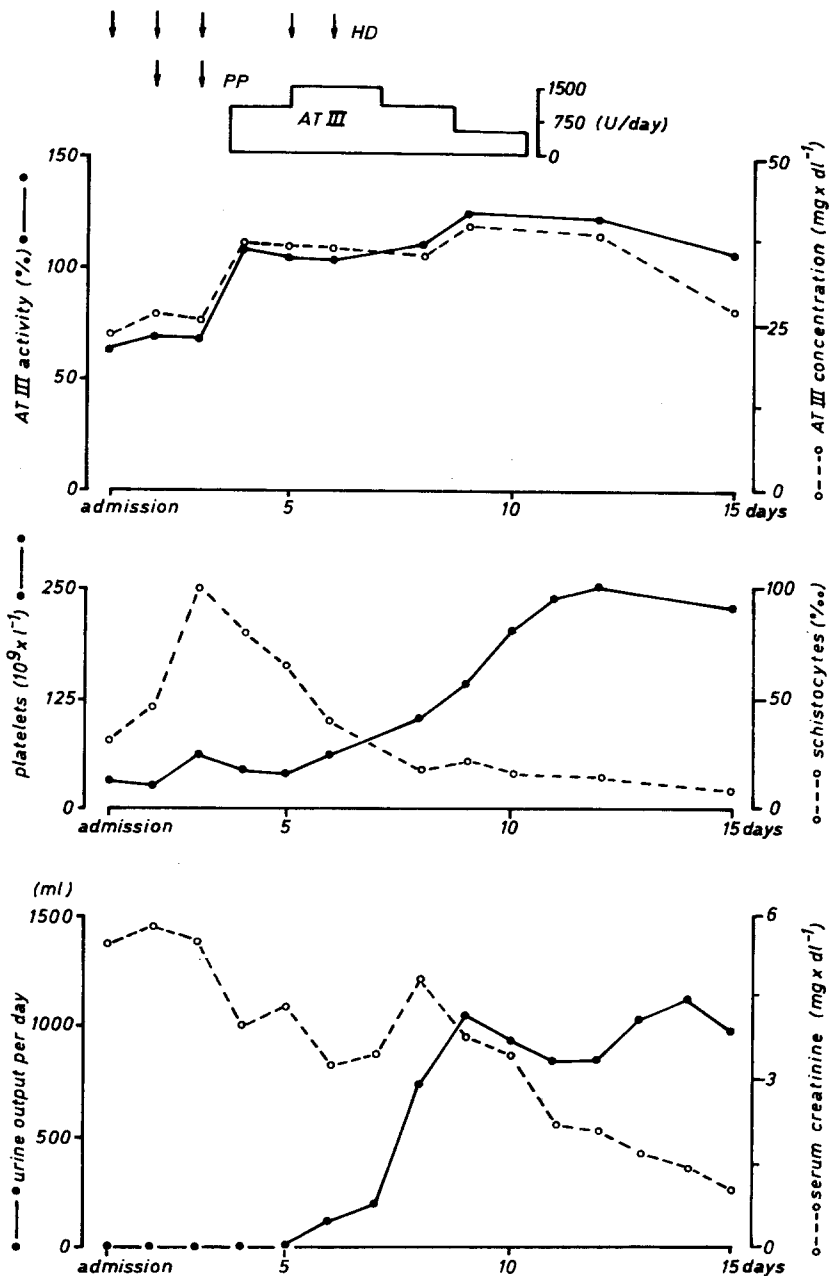 HD
PP
AT III
1500
750 (U/day)
0
150
100
50
0
AT III activity (%)
50
25
0
AT III concentration (mg x dl⁻¹)
admission 5 10 15 days
250
125
0
platelets (10⁹ x l⁻¹)
100
50
0
schistocytes (‰)
admission 5 10 15 days
(ml)
1500
1000
500
0
urine output per day
6
3
0
serum creatinine (mg x dl⁻¹)
admission 5 10 15 days